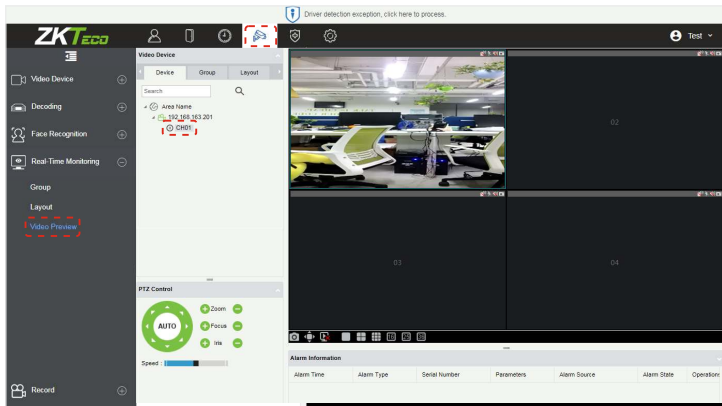 Driver detection exception, click here to process.
ZKTeco
Test
Video Device
Decoding
Face Recognition
Real-Time Monitoring
Group
Layout
Video Preview
Record
Video Device
Device Group Layout
Search
Area Name
192.168.163.201
CH01
PTZ Control
AUTO
Zoom
Focus
Iris
Speed :
02
03
04
Alarm Information
Alarm Time Alarm Type Serial Number Parameters Alarm Source Alarm State Operations